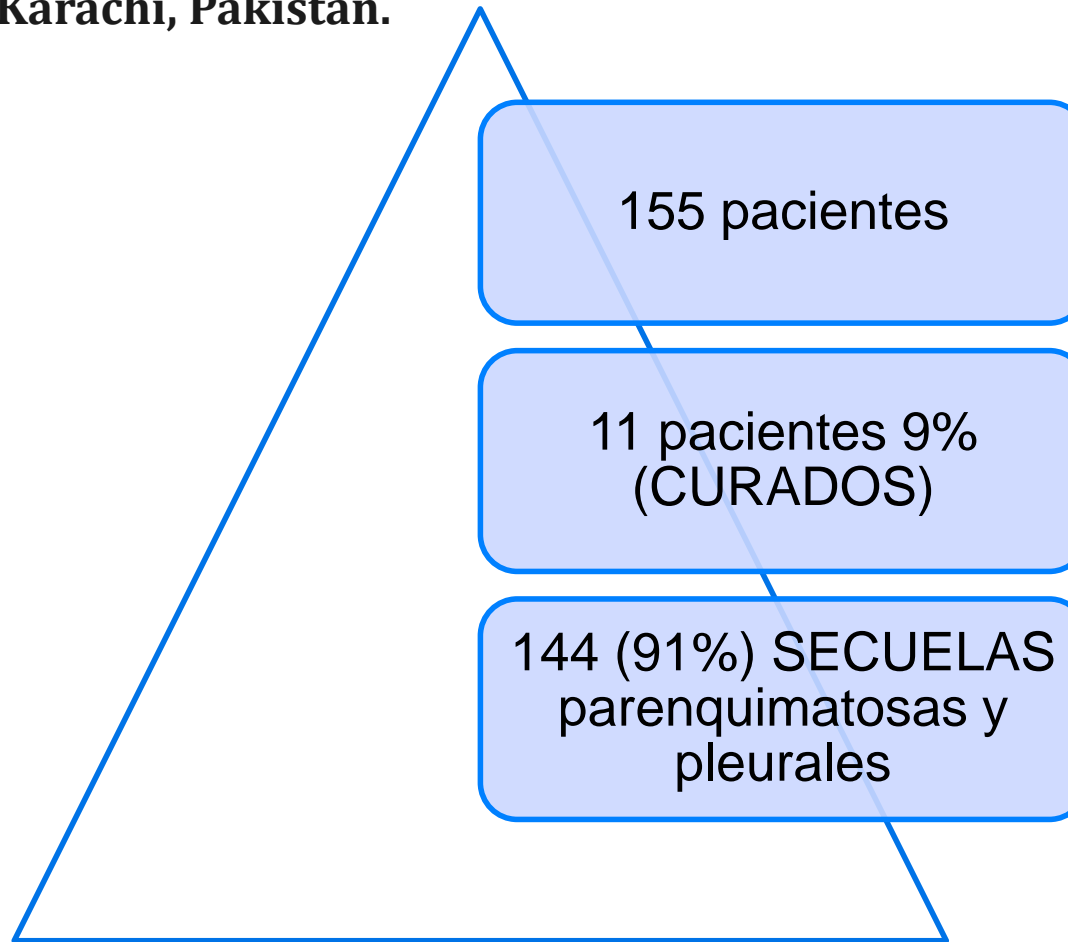 Karachi, Pakistan.
155 pacientes
11 pacientes 9%
(CURADOS)
144 (91%) SECUELAS
parenquimatosas y
pleurales